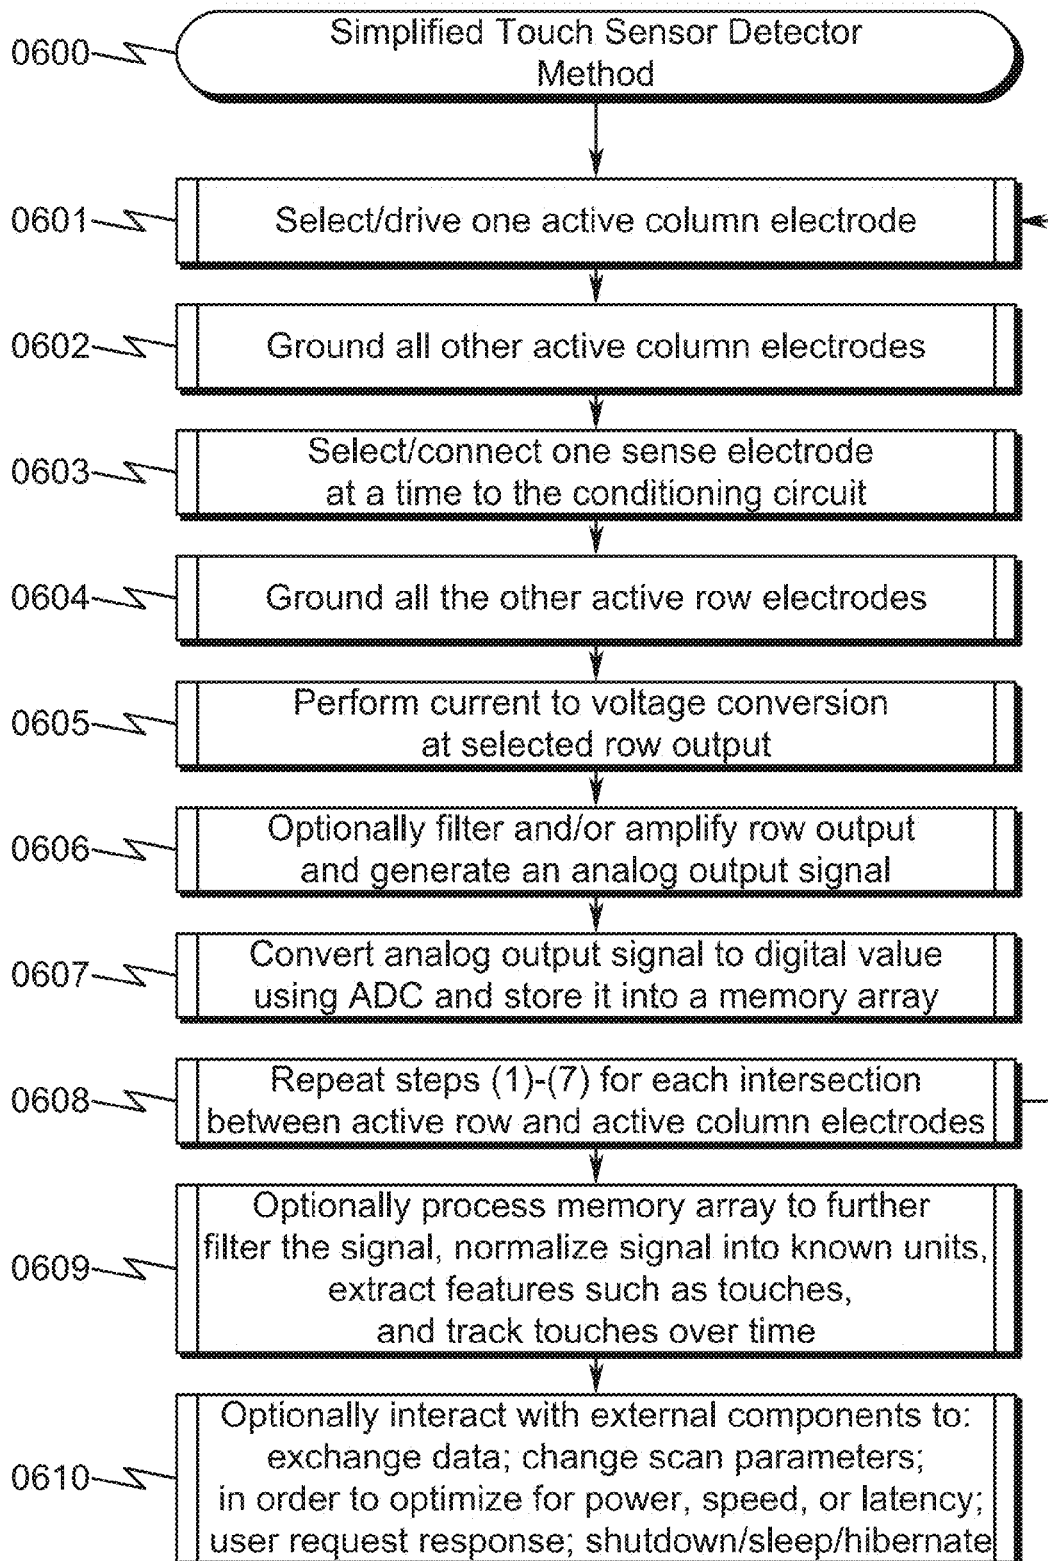 0600
Simplified Touch Sensor Detector
Method
0601
Select/drive one active column electrode
0602
Ground all other active column electrodes
0603
Select/connect one sense electrode
at a time to the conditioning circuit
0604
Ground all the other active row electrodes
0605
Perform current to voltage conversion
at selected row output
0606
Optionally filter and/or amplify row output
and generate an analog output signal
0607
Convert analog output signal to digital value
using ADC and store it into a memory array
0608
Repeat steps (1)-(7) for each intersection
between active row and active column electrodes
0609
Optionally process memory array to further
filter the signal, normalize signal into known units,
extract features such as touches,
and track touches over time
0610
Optionally interact with external components to:
exchange data; change scan parameters;
in order to optimize for power, speed, or latency;
user request response; shutdown/sleep/hibernate